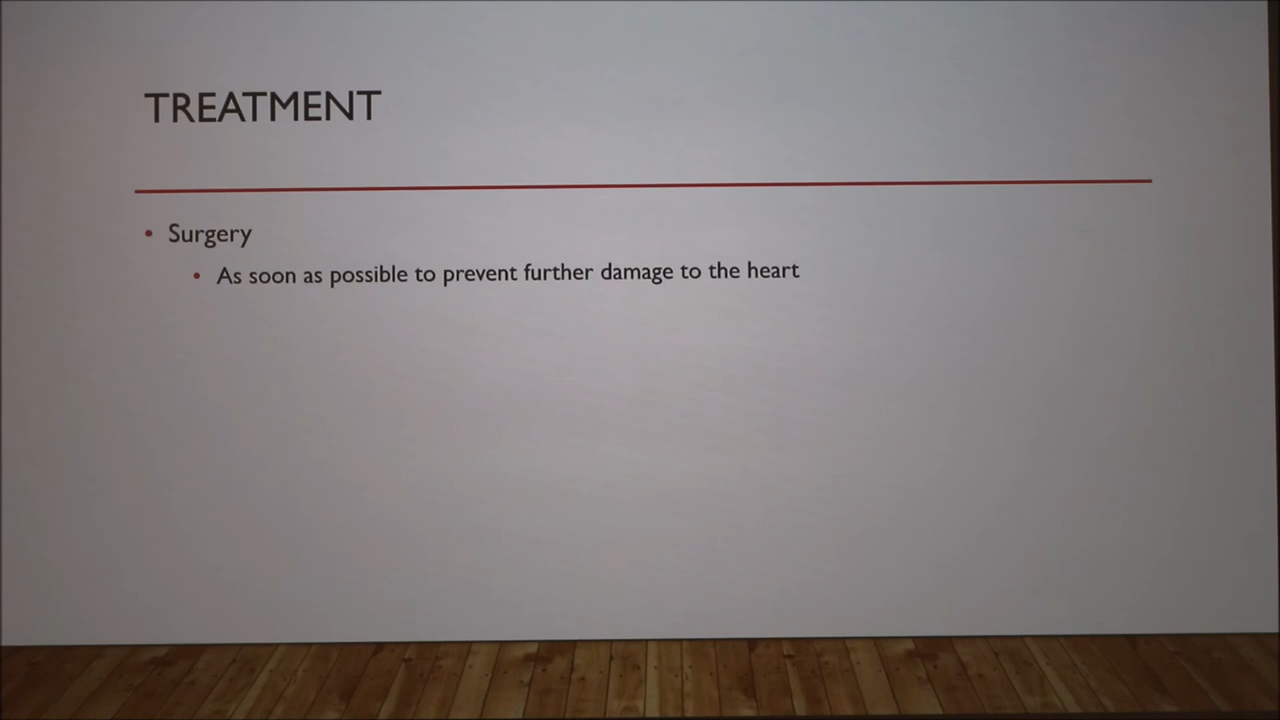 TREATMENT
• Surgery
• As soon as possible to prevent further damage to the heart